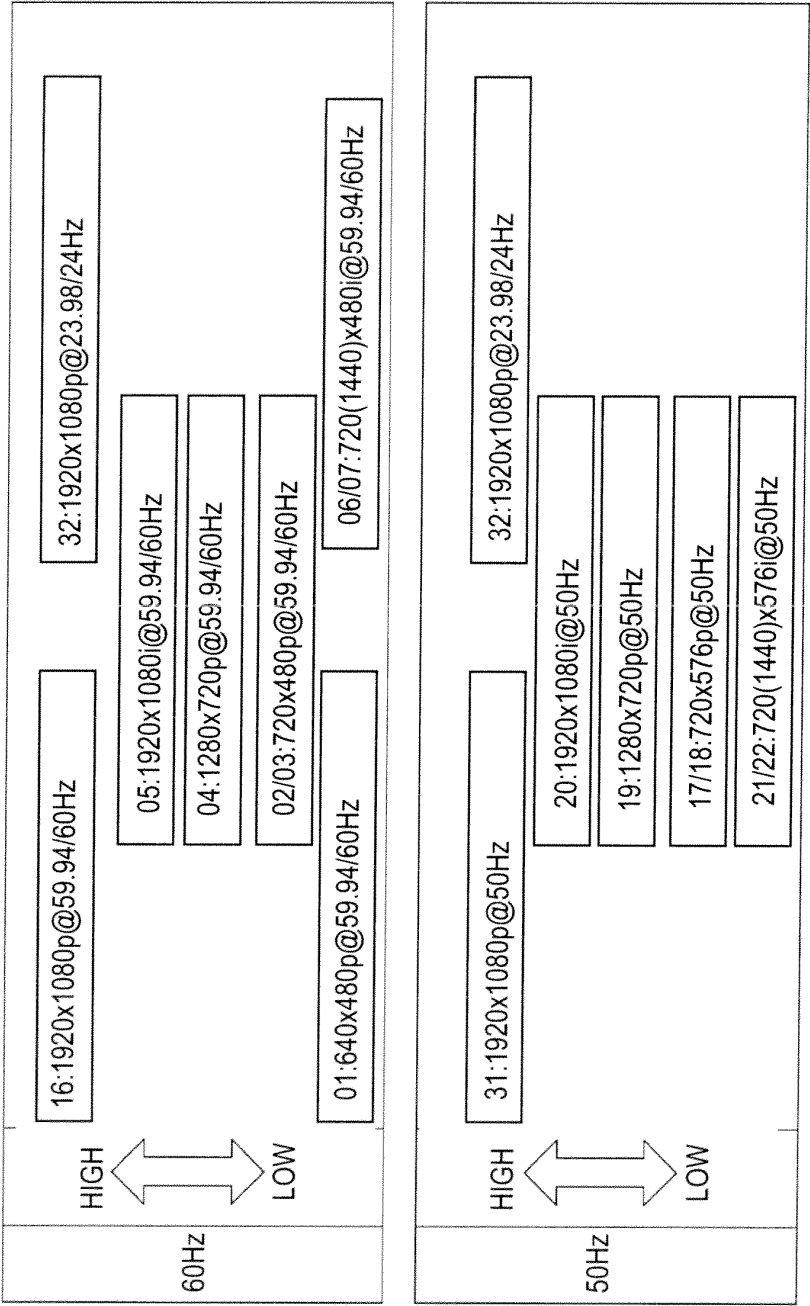 60Hz
HIGH
LOW
16:1920x1080p@59.94/60Hz
32:1920x1080p@23.98/24Hz
05:1920x1080i@59.94/60Hz
04:1280x720p@59.94/60Hz
02/03:720x480p@59.94/60Hz
01:640x480p@59.94/60Hz
06/07:720(1440)x480i@59.94/60Hz
50Hz
HIGH
LOW
31:1920x1080p@50Hz
32:1920x1080p@23.98/24Hz
20:1920x1080i@50Hz
19:1280x720p@50Hz
17/18:720x576p@50Hz
21/22:720(1440)x576i@50Hz